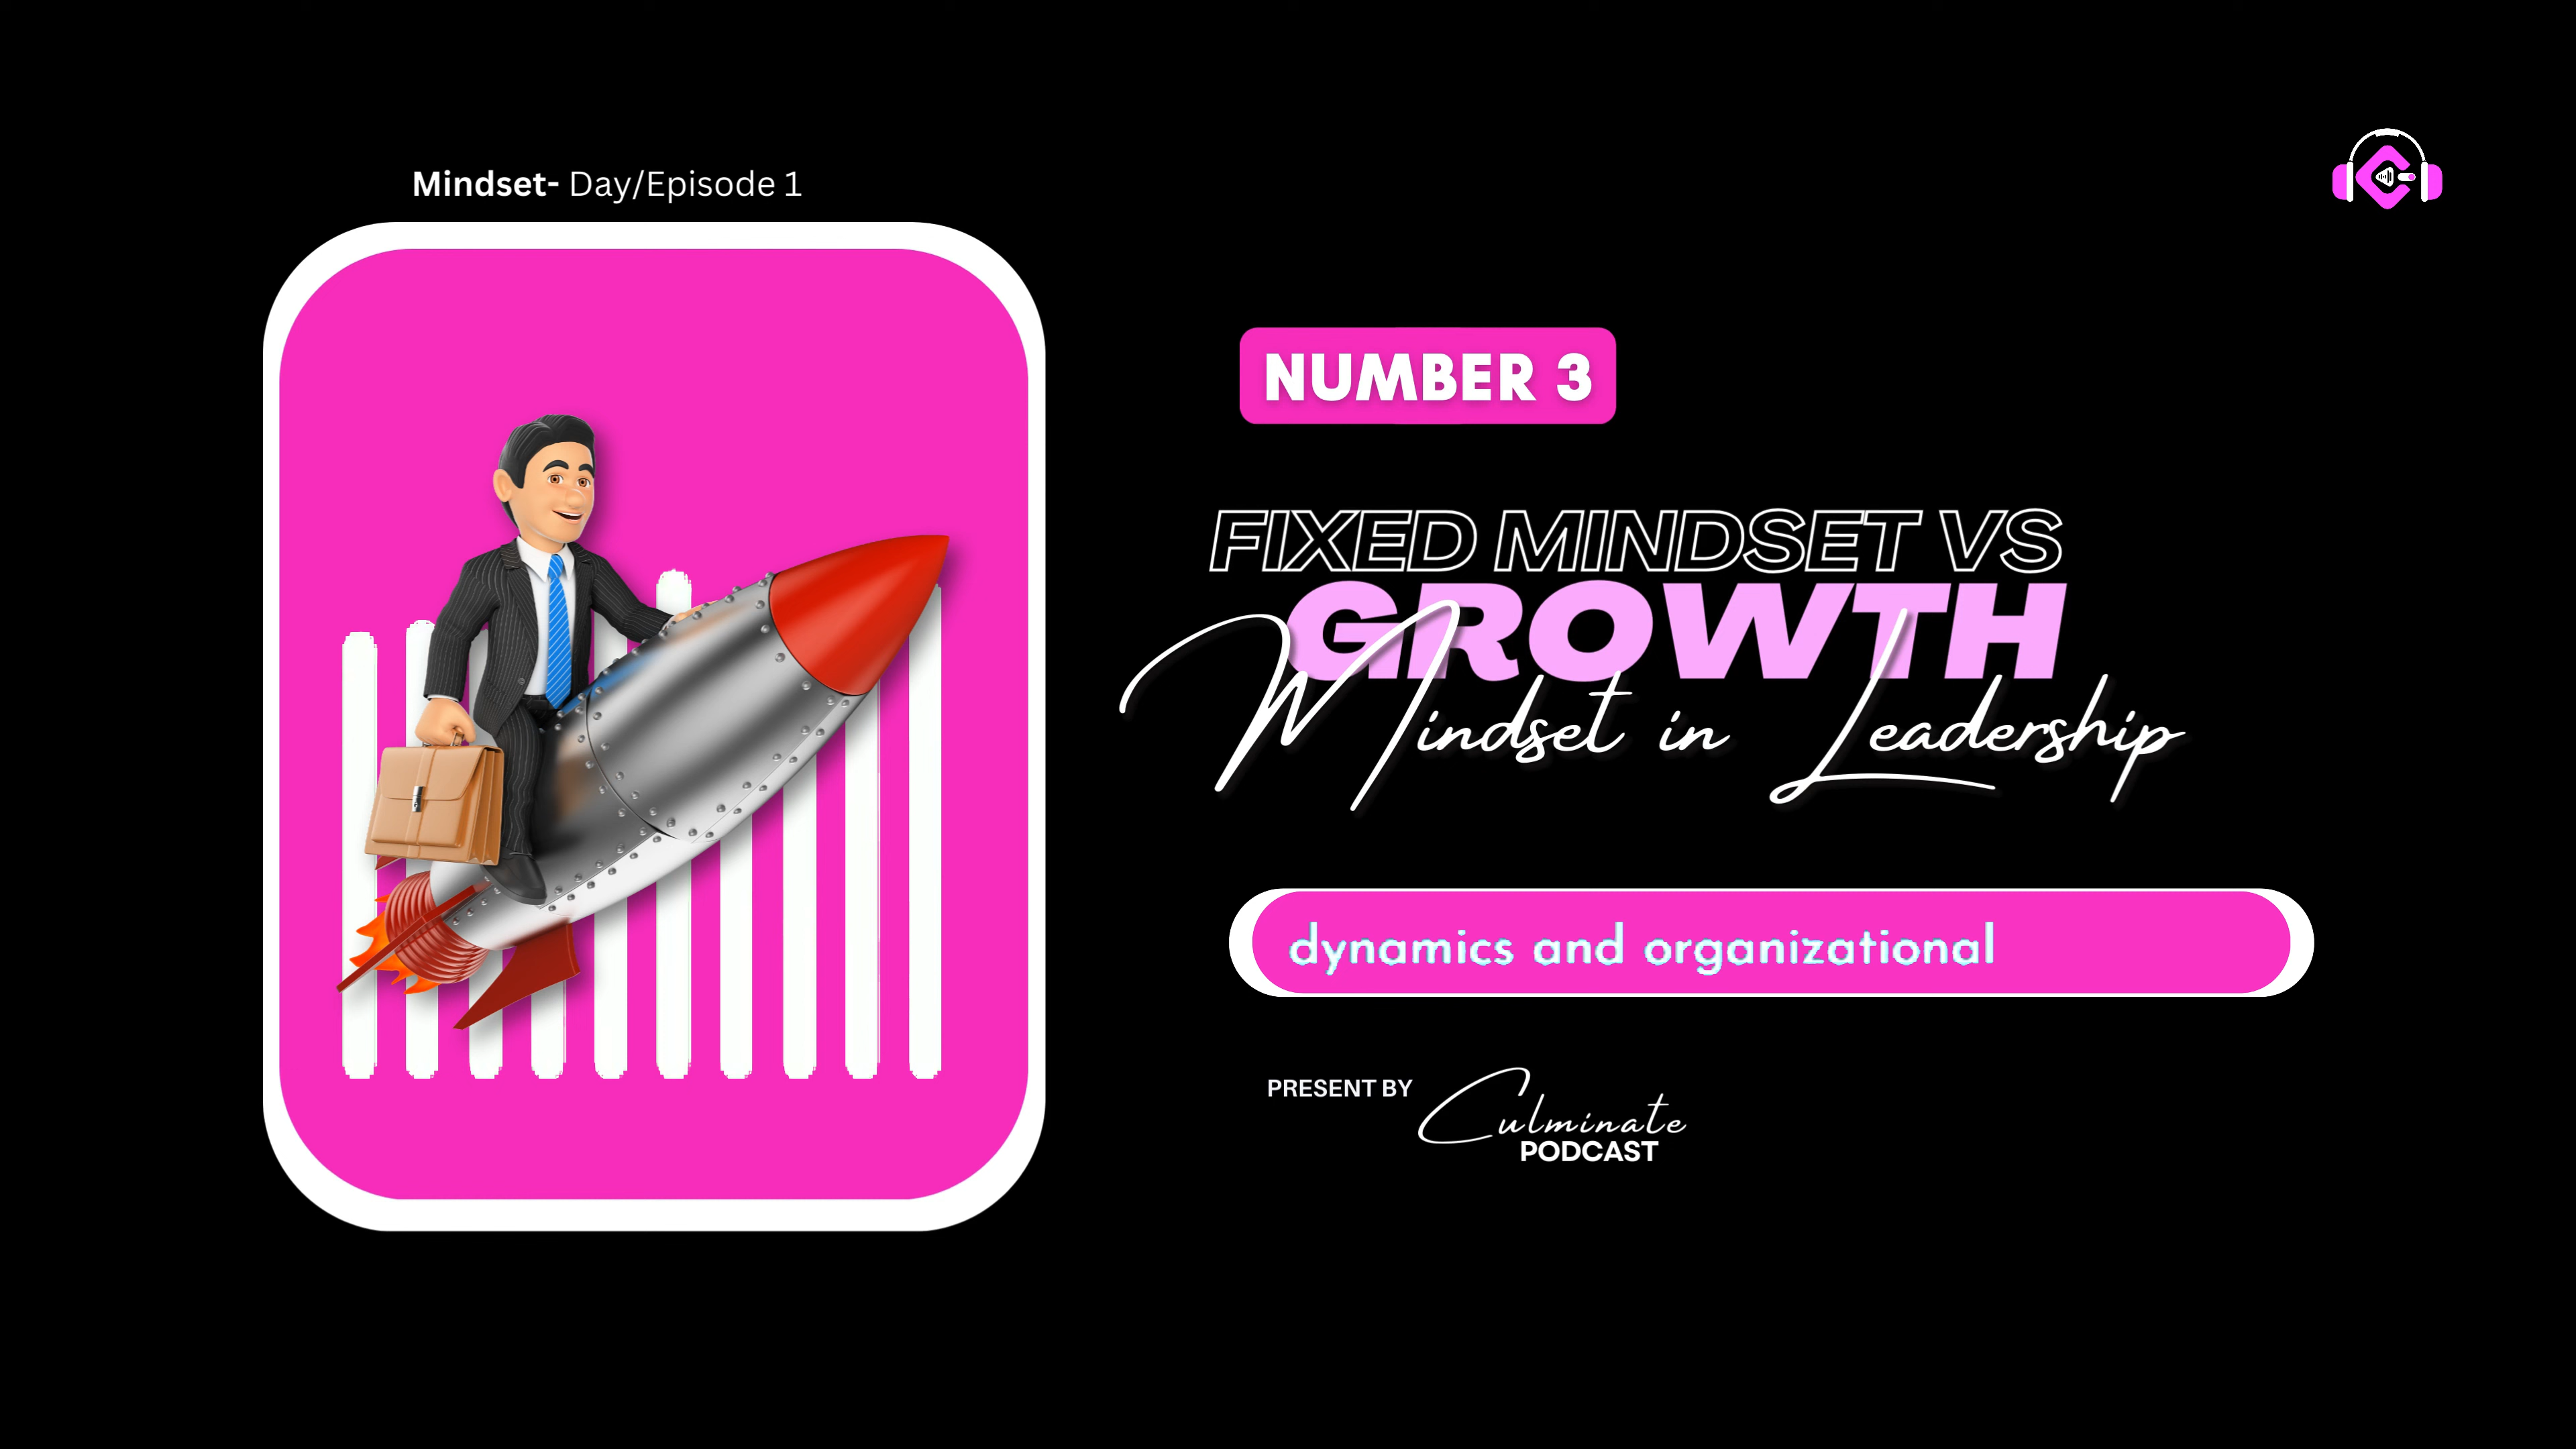 Mindset- Day/Episode 1
NUMBER 3
FIXED MINDSET VS
GROWTH
Mindset in Leadership
dynamics and organizational
PRESENT BY
Culminate
PODCAST